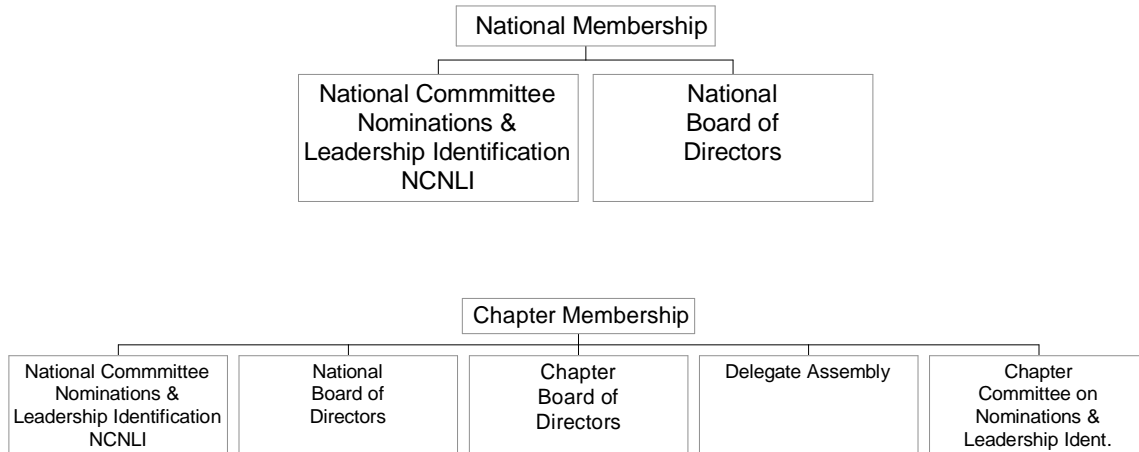 National Membership
National Commmittee
Nominations &
Leadership Identification
NCNLI
National
Board of
Directors
Chapter Membership
National Commmittee
Nominations &
Leadership Identification
NCNLI
National
Board of
Directors
Chapter
Board of
Directors
Delegate Assembly
Chapter
Committee on
Nominations &
Leadership Ident.